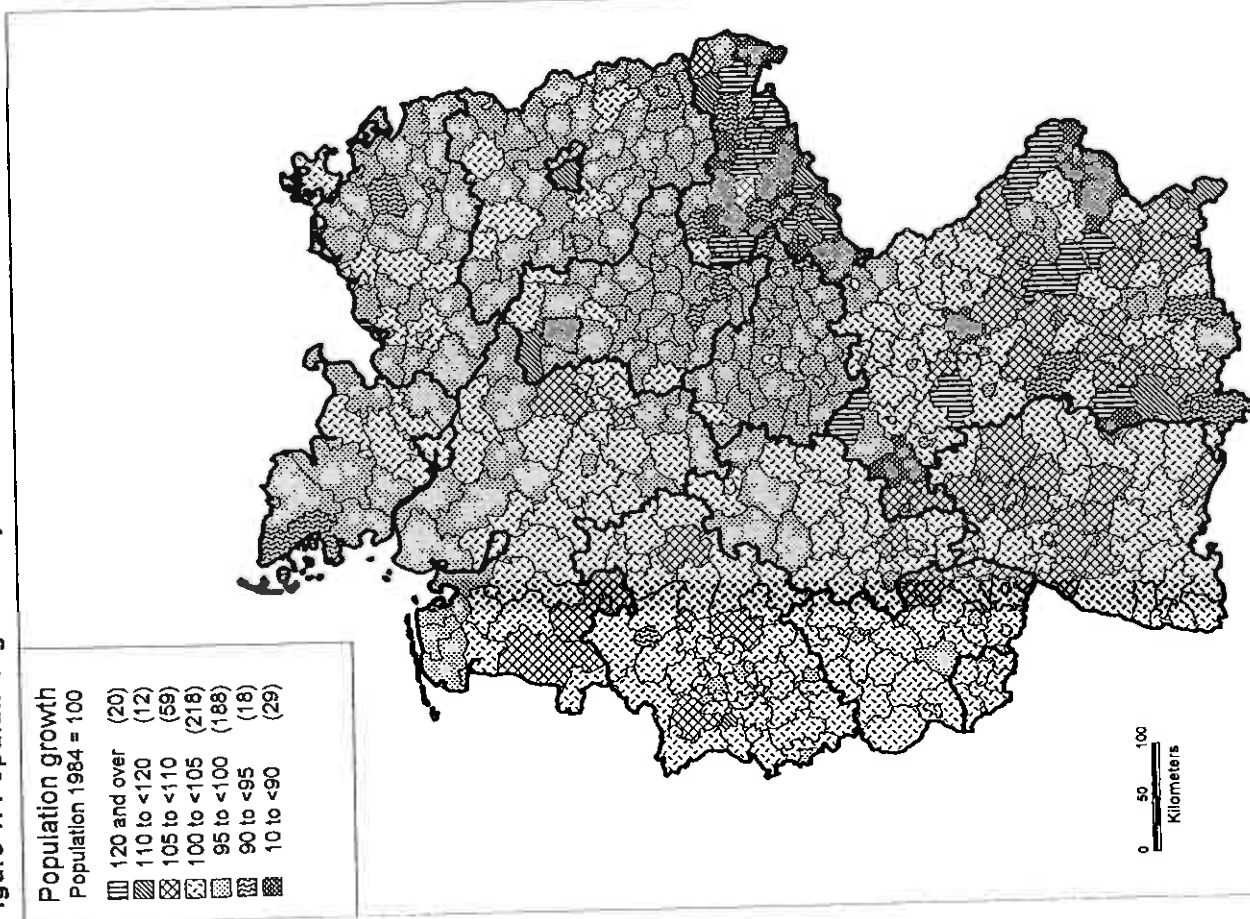 Population growth
Population 1984 = 100
120 and over (20)
110 to <120 (12)
105 to <110 (59)
100 to <105 (218)
95 to <100 (188)
90 to <95 (18)
10 to <90 (29)
0 50 100
Kilometers